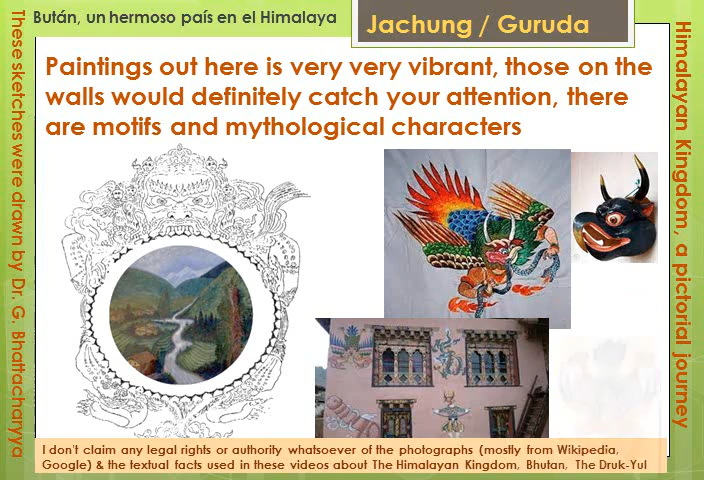 Bután, un hermoso país en el Himalaya
Jachung / Guruda
Paintings out here is very very vibrant, those on the
walls would definitely catch your attention, there
are motifs and mythological characters
These sketches were drawn by Dr. G. Bhattacharyya
Himalayan Kingdom, a pictorial journey
I don't claim any legal rights or authority whatsoever of the photographs (mostly from Wikipedia,
Google) & the textual facts used in these videos about The Himalayan Kingdom, Bhutan, The Druk-Yul